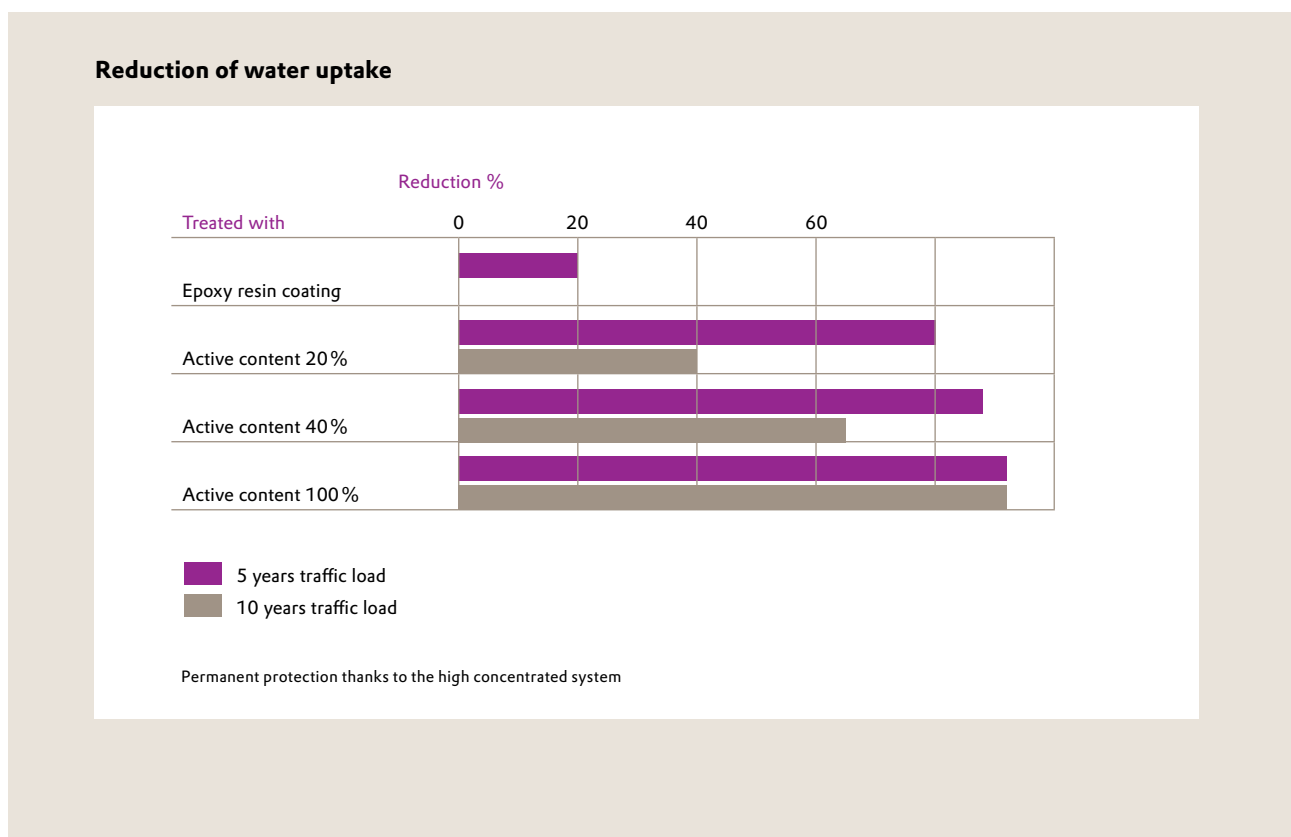 Reduction of water uptake
Reduction %
Treated with 0 20 40 60
Epoxy resin coating
Active content 20 %
Active content 40 %
Active content 100 %
5 years traffic load
10 years traffic load
Permanent protection thanks to the high concentrated system